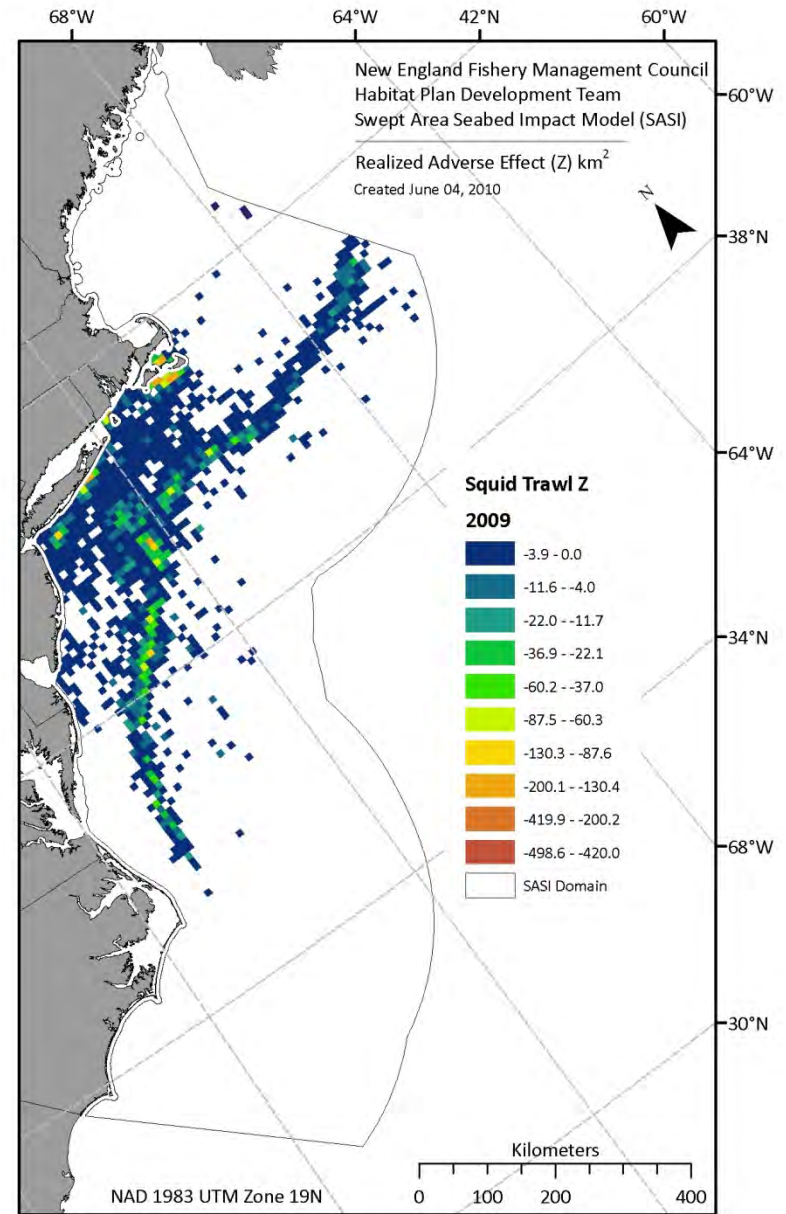 68°W
64°W
42°N
60°W
New England Fishery Management Council
Habitat Plan Development Team
Swept Area Seabed Impact Model (SASI)
Realized Adverse Effect (Z) km²
Created June 04, 2010
60°W
N
38°N
64°W
Squid Trawl Z
2009
-3.9 - 0.0
-11.6 - -4.0
-22.0 - -11.7
-36.9 - -22.1
-60.2 - -37.0
-87.5 - -60.3
-130.3 - -87.6
-200.1 - -130.4
-419.9 - -200.2
-498.6 - -420.0
SASI Domain
34°N
68°W
30°N
Kilometers
0 100 200 400
NAD 1983 UTM Zone 19N